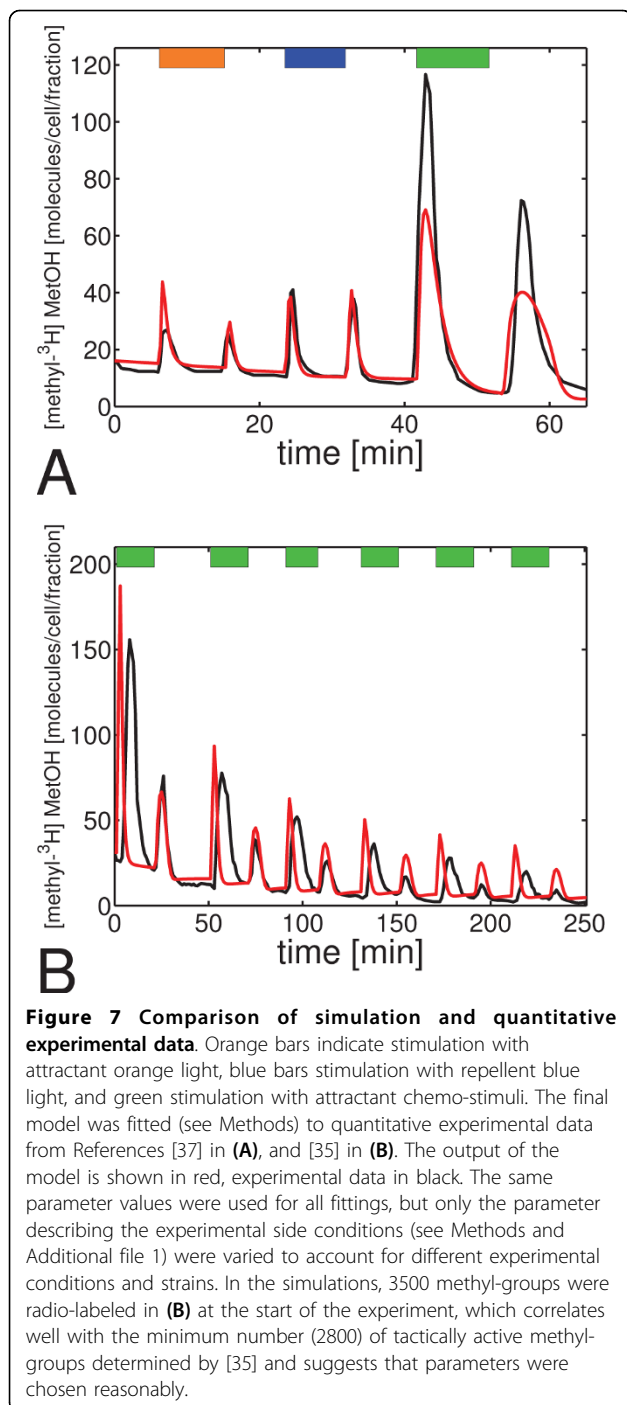 [methyl-³H] MetOH [molecules/cell/fraction]
120
100
80
60
40
20
0
0
20
40
60
time [min]
A
[methyl-³H] MetOH [molecules/cell/fraction]
200
150
100
50
0
0
50
100
150
200
250
time [min]
B
Figure 7 Comparison of simulation and quantitative
experimental data. Orange bars indicate stimulation with
attractant orange light, blue bars stimulation with repellent blue
light, and green stimulation with attractant chemo-stimuli. The final
model was fitted (see Methods) to quantitative experimental data
from References [37] in (A), and [35] in (B). The output of the
model is shown in red, experimental data in black. The same
parameter values were used for all fittings, but only the parameter
describing the experimental side conditions (see Methods and
Additional file 1) were varied to account for different experimental
conditions and strains. In the simulations, 3500 methyl-groups were
radio-labeled in (B) at the start of the experiment, which correlates
well with the minimum number (2800) of tactically active methyl-
groups determined by [35] and suggests that parameters were
chosen reasonably.